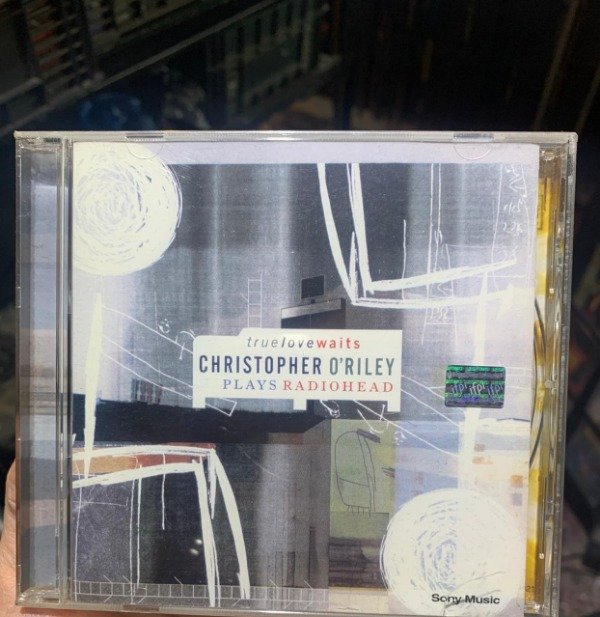 truelovewaits
CHRISTOPHER O'RILEY
PLAYS RADIOHEAD
Sony Music